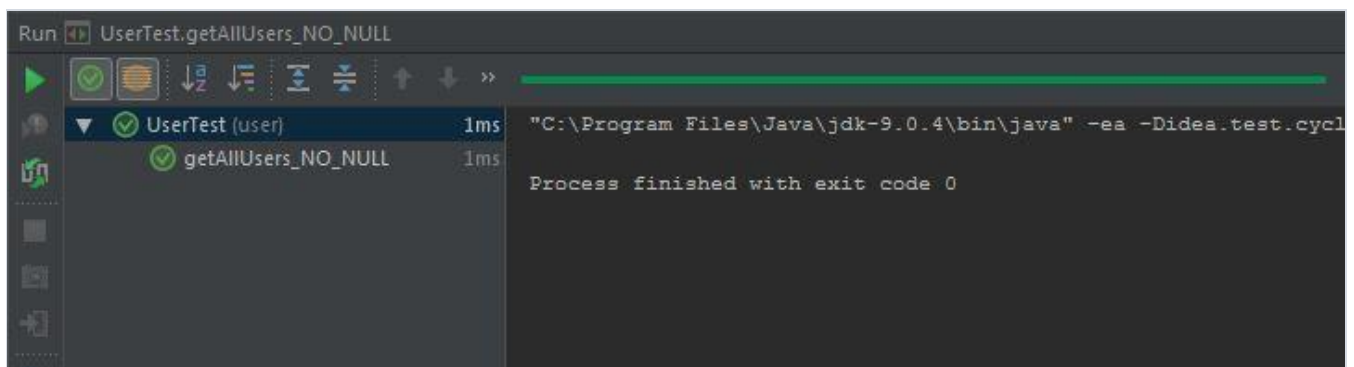 Run UserTest.getAllUsers_NO_NULL
UserTest (user) 1ms
getAllUsers_NO_NULL 1ms
"C:\Program Files\Java\jdk-9.0.4\bin\java" -ea -Didea.test.cycl
Process finished with exit code 0